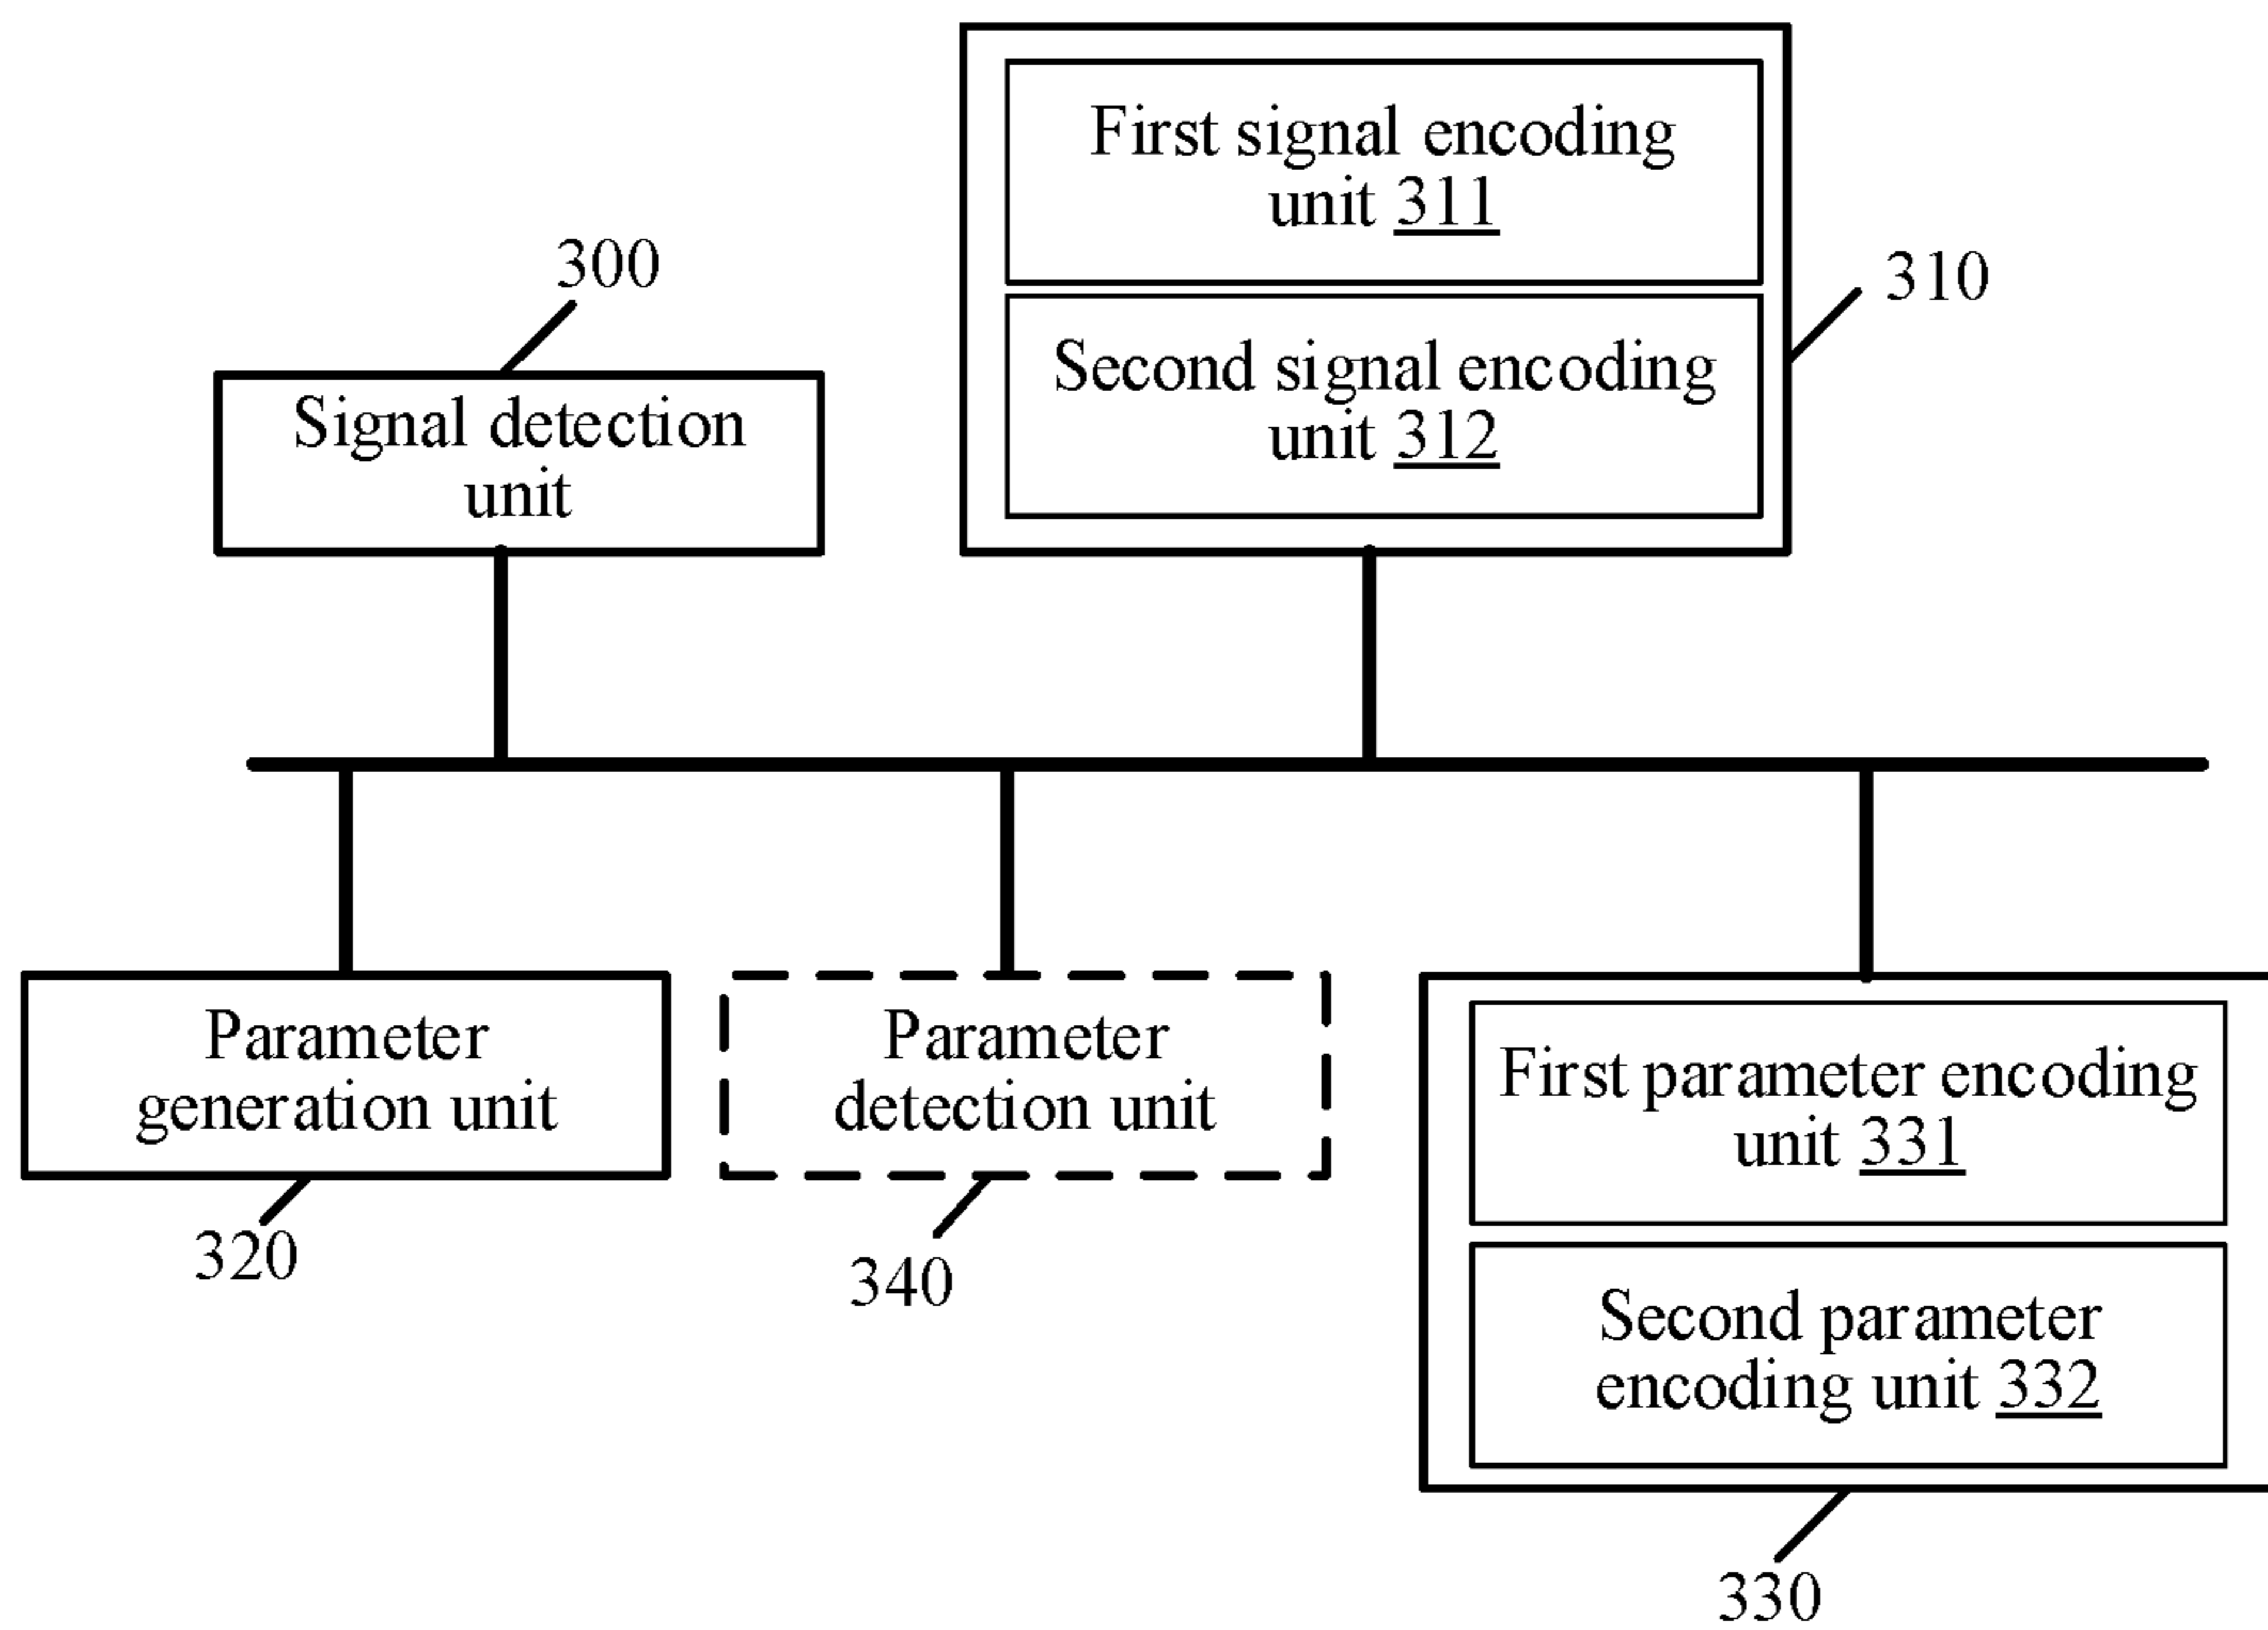 First signal encoding
unit 311
300
310
Second signal encoding
unit 312
Signal detection
unit
Parameter
generation unit
Parameter
detection unit
First parameter encoding
unit 331
320
340
Second parameter
encoding unit 332
330